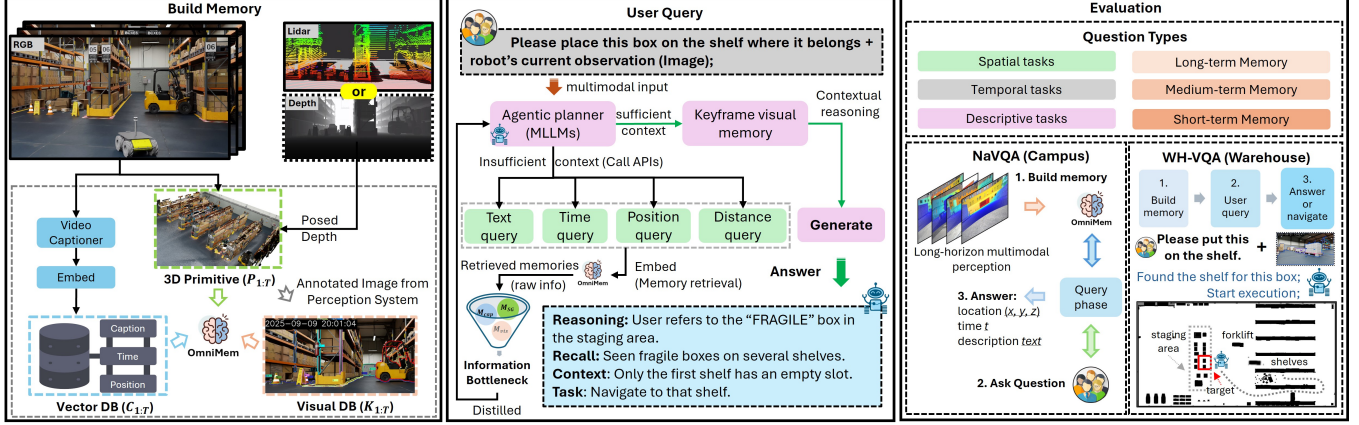 Build Memory
RGB
05 06
06
Lidar
or
Depth
Video
Captioner
Embed
3D Primitive (P1:T)
Posed
Depth
Annotated Image from
Perception System
Caption
Time
Position
OmniMem
2025-09-09 20:01:04
Vector DB (C1:T)
Visual DB (K1:T)
User Query
Please place this box on the shelf where it belongs +
robot's current observation (Image);
multimodal input
Agentic planner
(MLLMs)
sufficient
context
Keyframe visual
memory
Contextual
reasoning
Insufficient context (Call APIs)
Text
query
Time
query
Position
query
Distance
query
Generate
Retrieved memories
(raw info)
OmniMem
Embed
(Memory retrieval)
Answer
Mcap
MSG
Mvis
Information
Bottleneck
Distilled
Reasoning: User refers to the “FRAGILE” box in
the staging area.
Recall: Seen fragile boxes on several shelves.
Context: Only the first shelf has an empty slot.
Task: Navigate to that shelf.
Evaluation
Question Types
Spatial tasks
Long-term Memory
Temporal tasks
Medium-term Memory
Descriptive tasks
Short-term Memory
NaVQA (Campus)
1. Build memory
OmniMem
Long-horizon multimodal
perception
3. Answer:
location (x, y, z)
time t
description text
Query
phase
2. Ask Question
WH-VQA (Warehouse)
1.
Build
memory
2.
User
query
3.
Answer
or
navigate
Please put this
on the shelf.
+
Found the shelf for this box;
Start execution;
staging
area
forklift
shelves
target